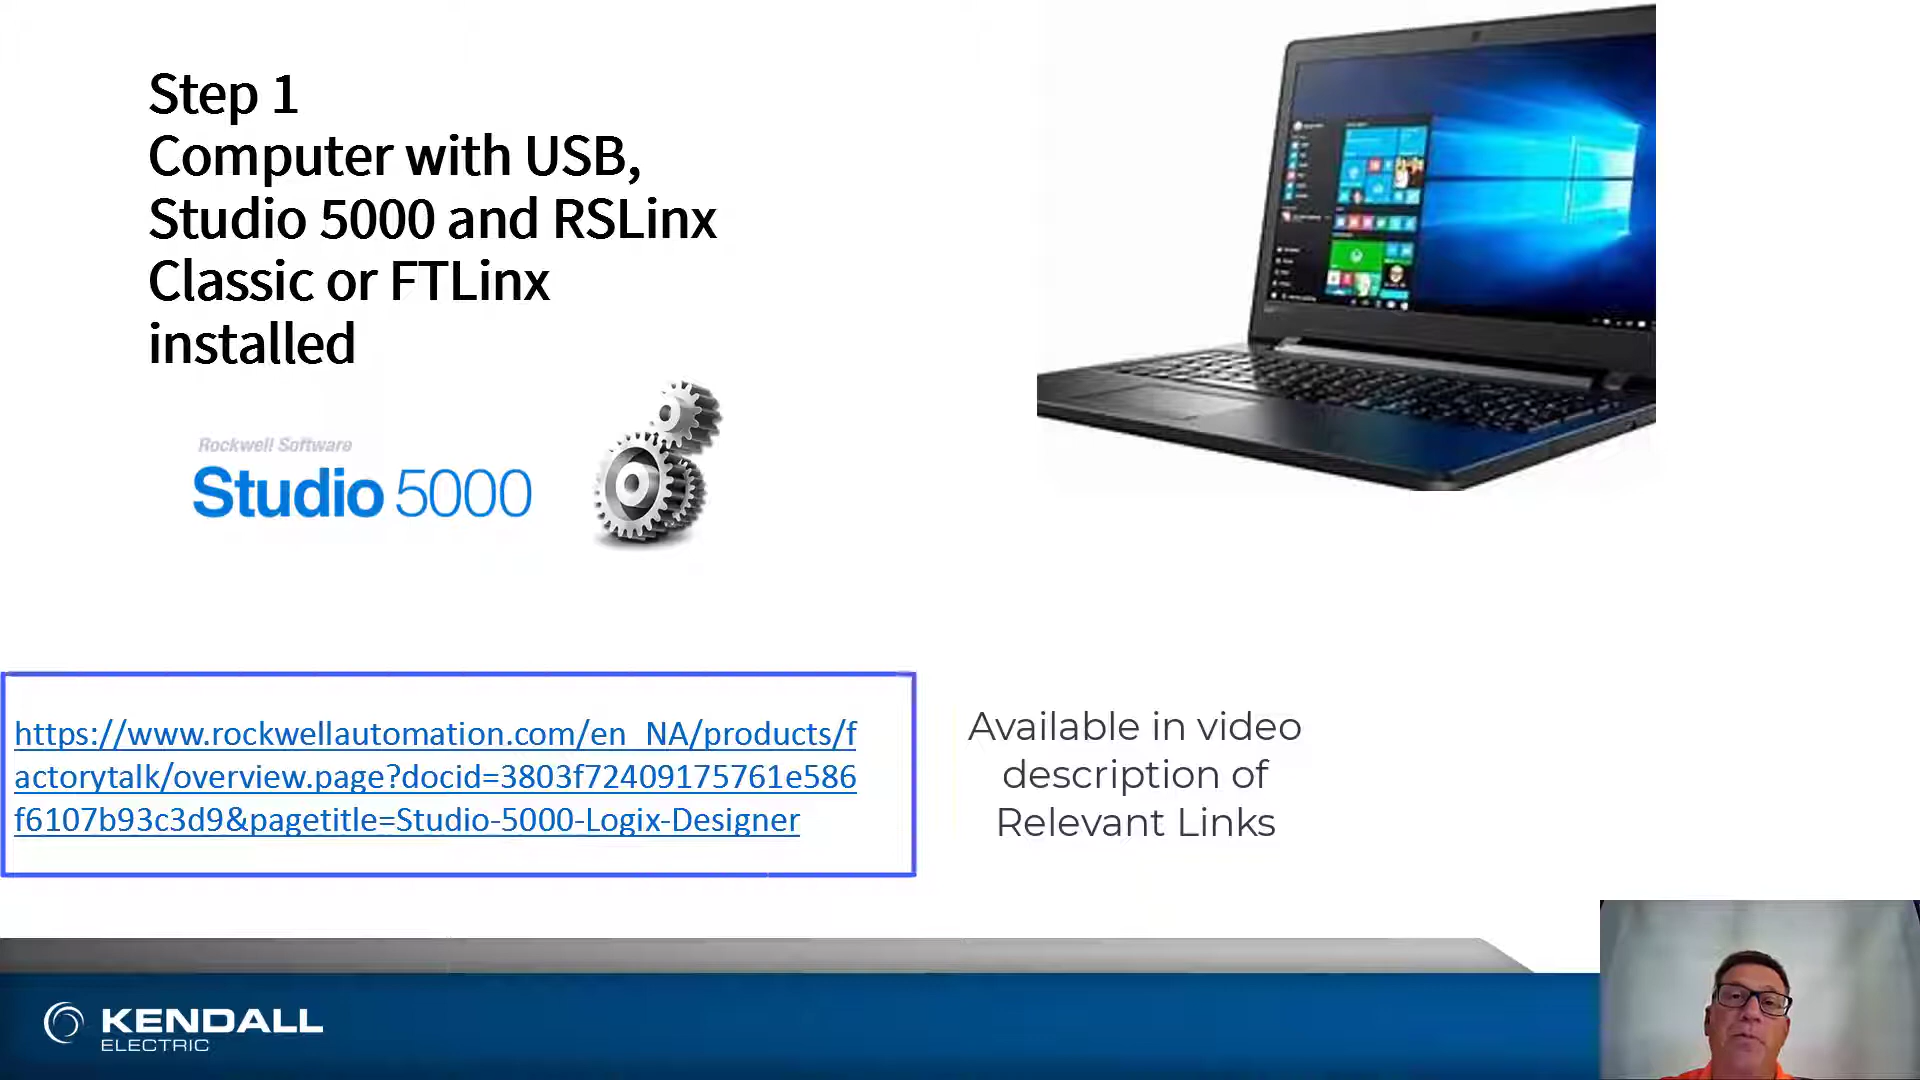 Step 1
Computer with USB,
Studio 5000 and RSLinx
Classic or FTLinx
installed
Rockwell Software
Studio 5000
https://www.rockwellautomation.com/en_NA/products/f
actorytalk/overview.page?docid=3803f72409175761e586
f6107b93c3d9&pagetitle=Studio-5000-Logix-Designer
Available in video
description of
Relevant Links
KENDALL
ELECTRIC